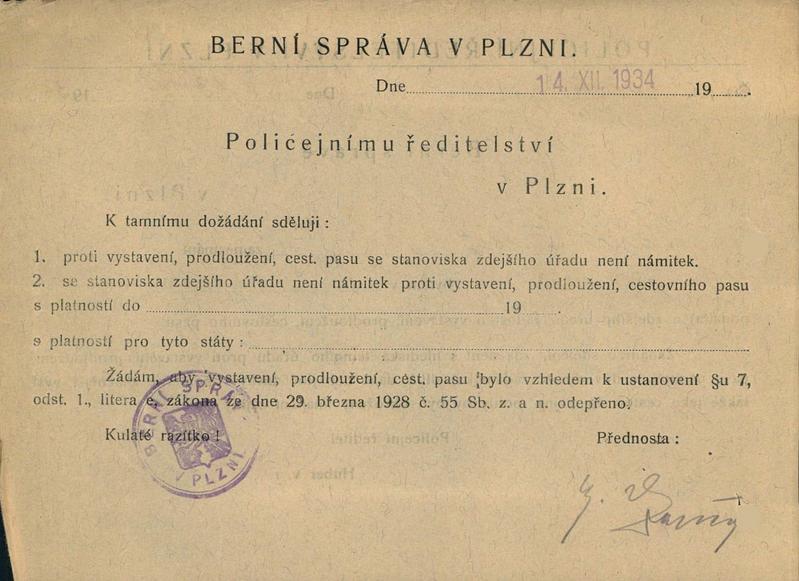 BERNÍ SPRÁVA V PLZNI.
Dne 14. XII. 1934 19
Policejnímu ředitelství
v Plzni.
K tamnímu dožádání sděluji :
1. proti vystavení, prodloužení, cest. pasu se stanoviska zdejšího úřadu není námitek.
2. se stanoviska zdejšího úřadu není námitek proti vystavení, prodloužení, cestovního pasu
s platností do 19 .
s platností pro tyto státy :
Žádám, aby vystavení, prodloužení, cest. pasu bylo vzhledem k ustanovení §u 7,
odst. 1., litera e, zákona ze dne 29. března 1928 č. 55 Sb. z. a n. odepřeno.
Kulaté razítko ! Přednosta :
BERNÍ SPRÁVA
V PLZNI